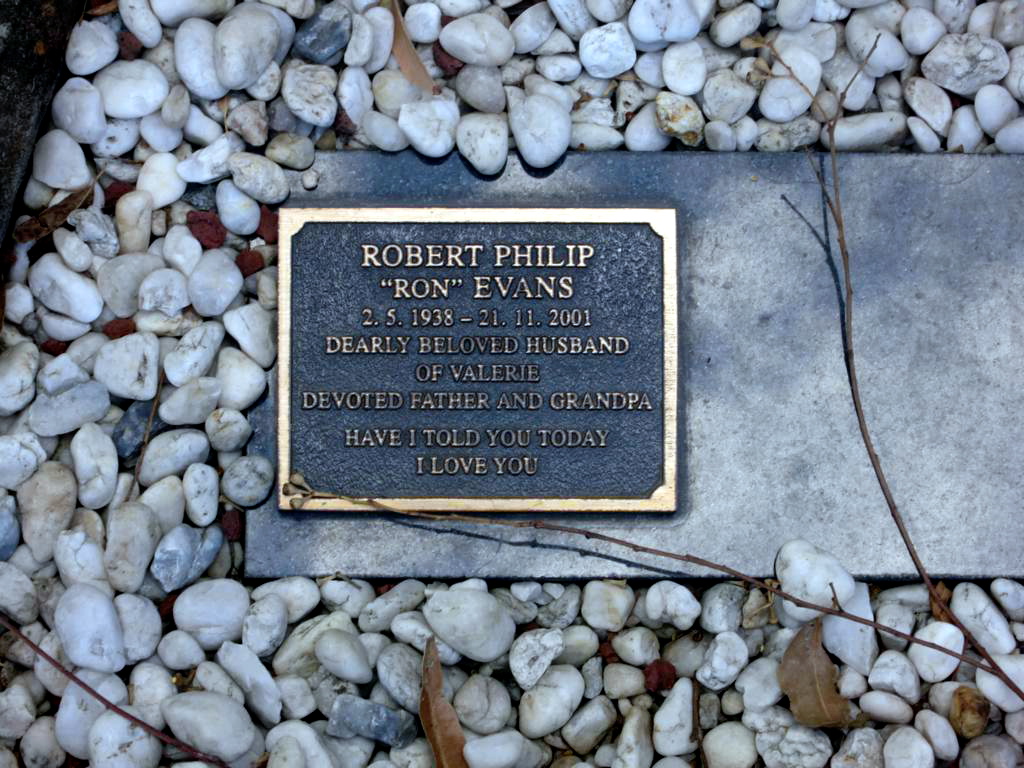 ROBERT PHILIP
“RON” EVANS
2. 5. 1938 – 21. 11. 2001
DEARLY BELOVED HUSBAND
OF VALERIE
DEVOTED FATHER AND GRANDPA
HAVE I TOLD YOU TODAY
I LOVE YOU